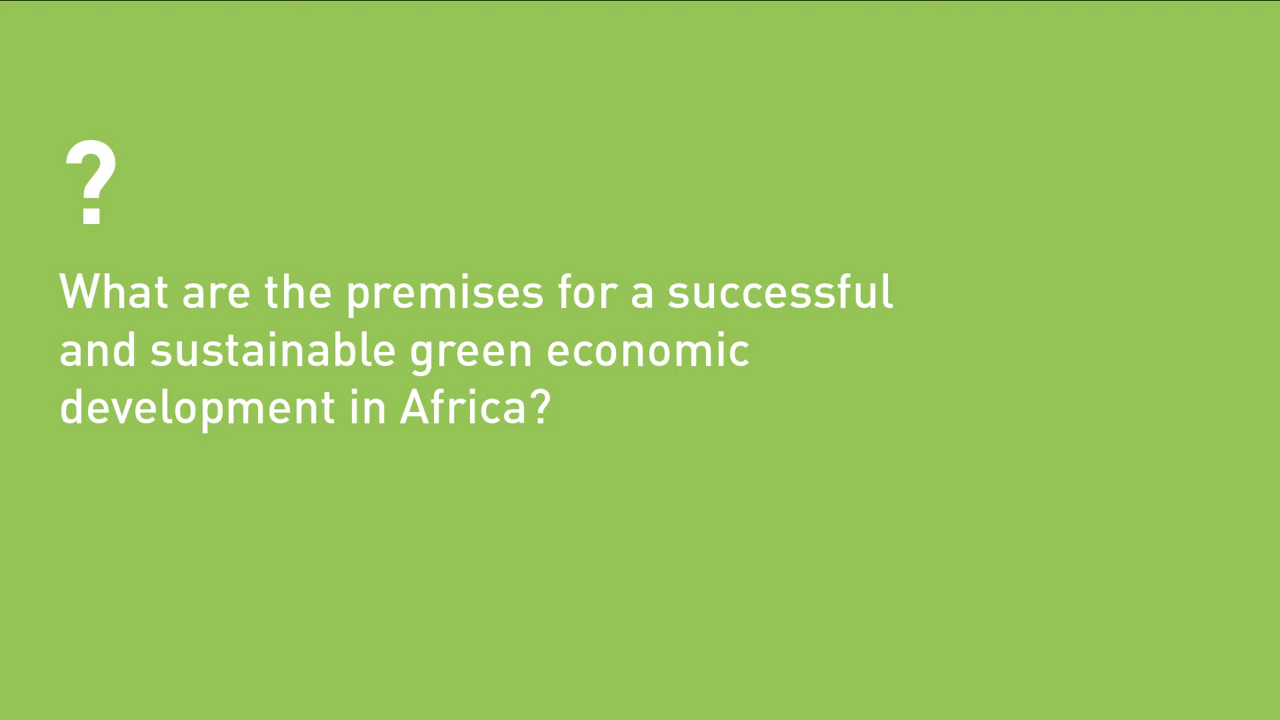 ?
What are the premises for a successful
and sustainable green economic
development in Africa?